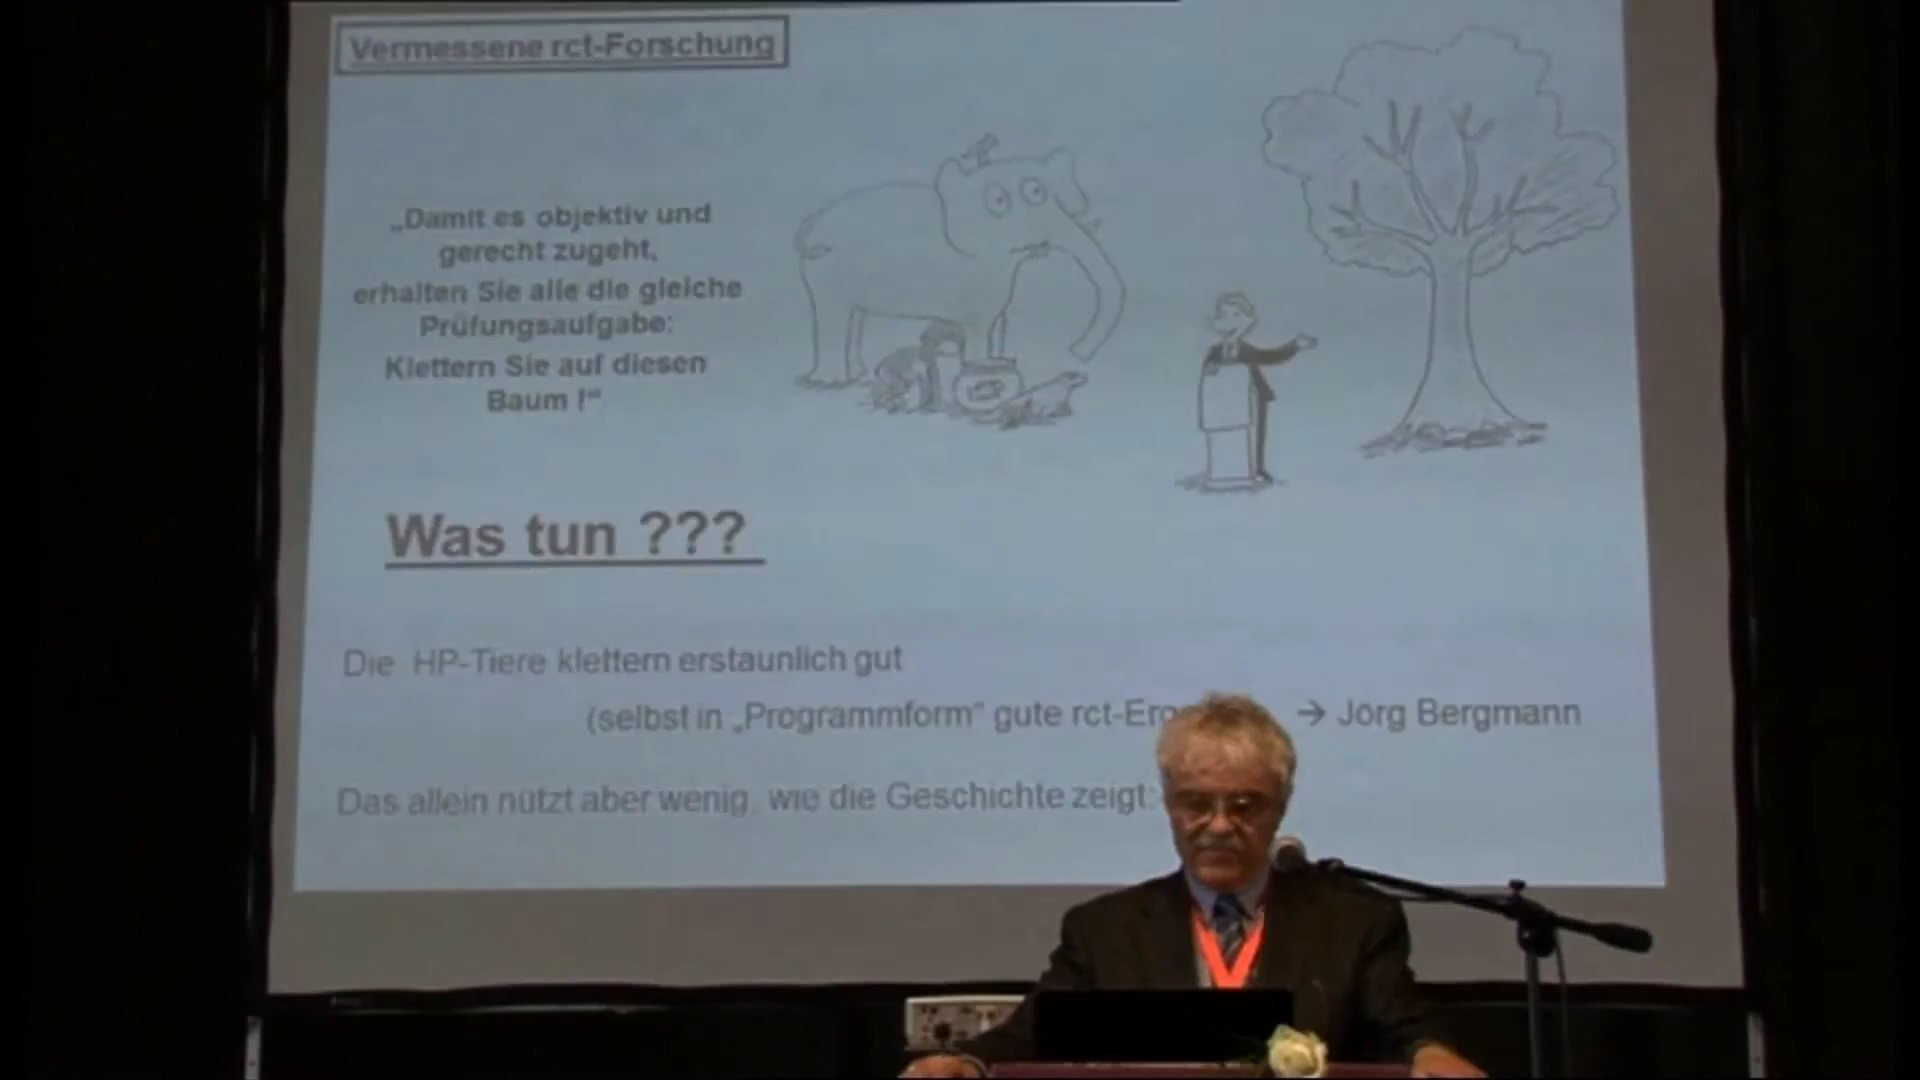 Vermessene rct-Forschung
„Damit es objektiv und
gerecht zugeht,
erhalten Sie alle die gleiche
Prüfungsaufgabe:
Klettern Sie auf diesen
Baum !“
Was tun ???
Die HP-Tiere klettern erstaunlich gut
(selbst in „Programmform“ gute → Jörg Bergmann
Das allein nützt aber wenig, wie die Geschichte zeigt: